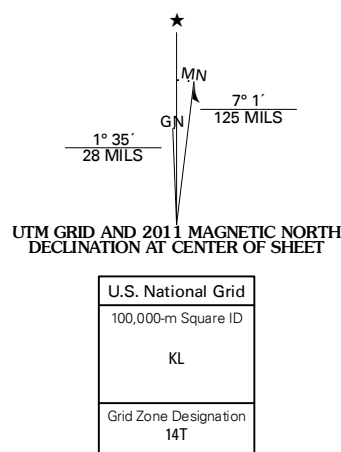 ★
MN
GN
7° 1´
125 MILS
1° 35´
28 MILS
UTM GRID AND 2011 MAGNETIC NORTH
DECLINATION AT CENTER OF SHEET
U.S. National Grid
100,000-m Square ID
KL
Grid Zone Designation
14T